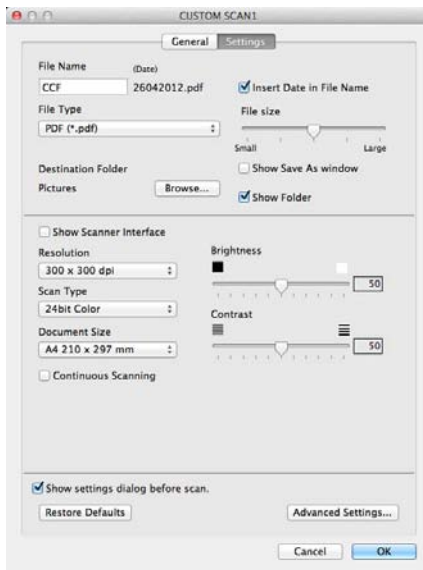 CUSTOM SCAN1
General Settings
File Name (Date)
CCF 26042012.pdf Insert Date in File Name
File Type File size
PDF (*.pdf)
Small Large
Destination Folder Show Save As window
Pictures Browse... Show Folder
Show Scanner Interface
Resolution Brightness
300 x 300 dpi 50
Scan Type
24bit Color Contrast
Document Size
A4 210 x 297 mm 50
Continuous Scanning
Show settings dialog before scan.
Restore Defaults Advanced Settings...
Cancel OK